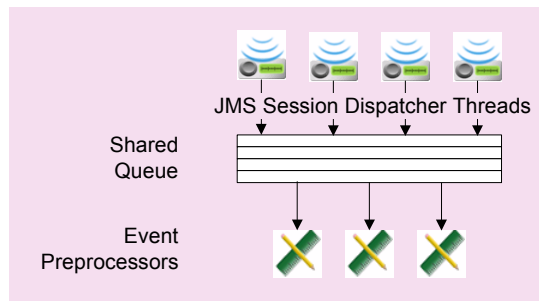 JMS Session Dispatcher Threads
Shared
Queue
Event
Preprocessors